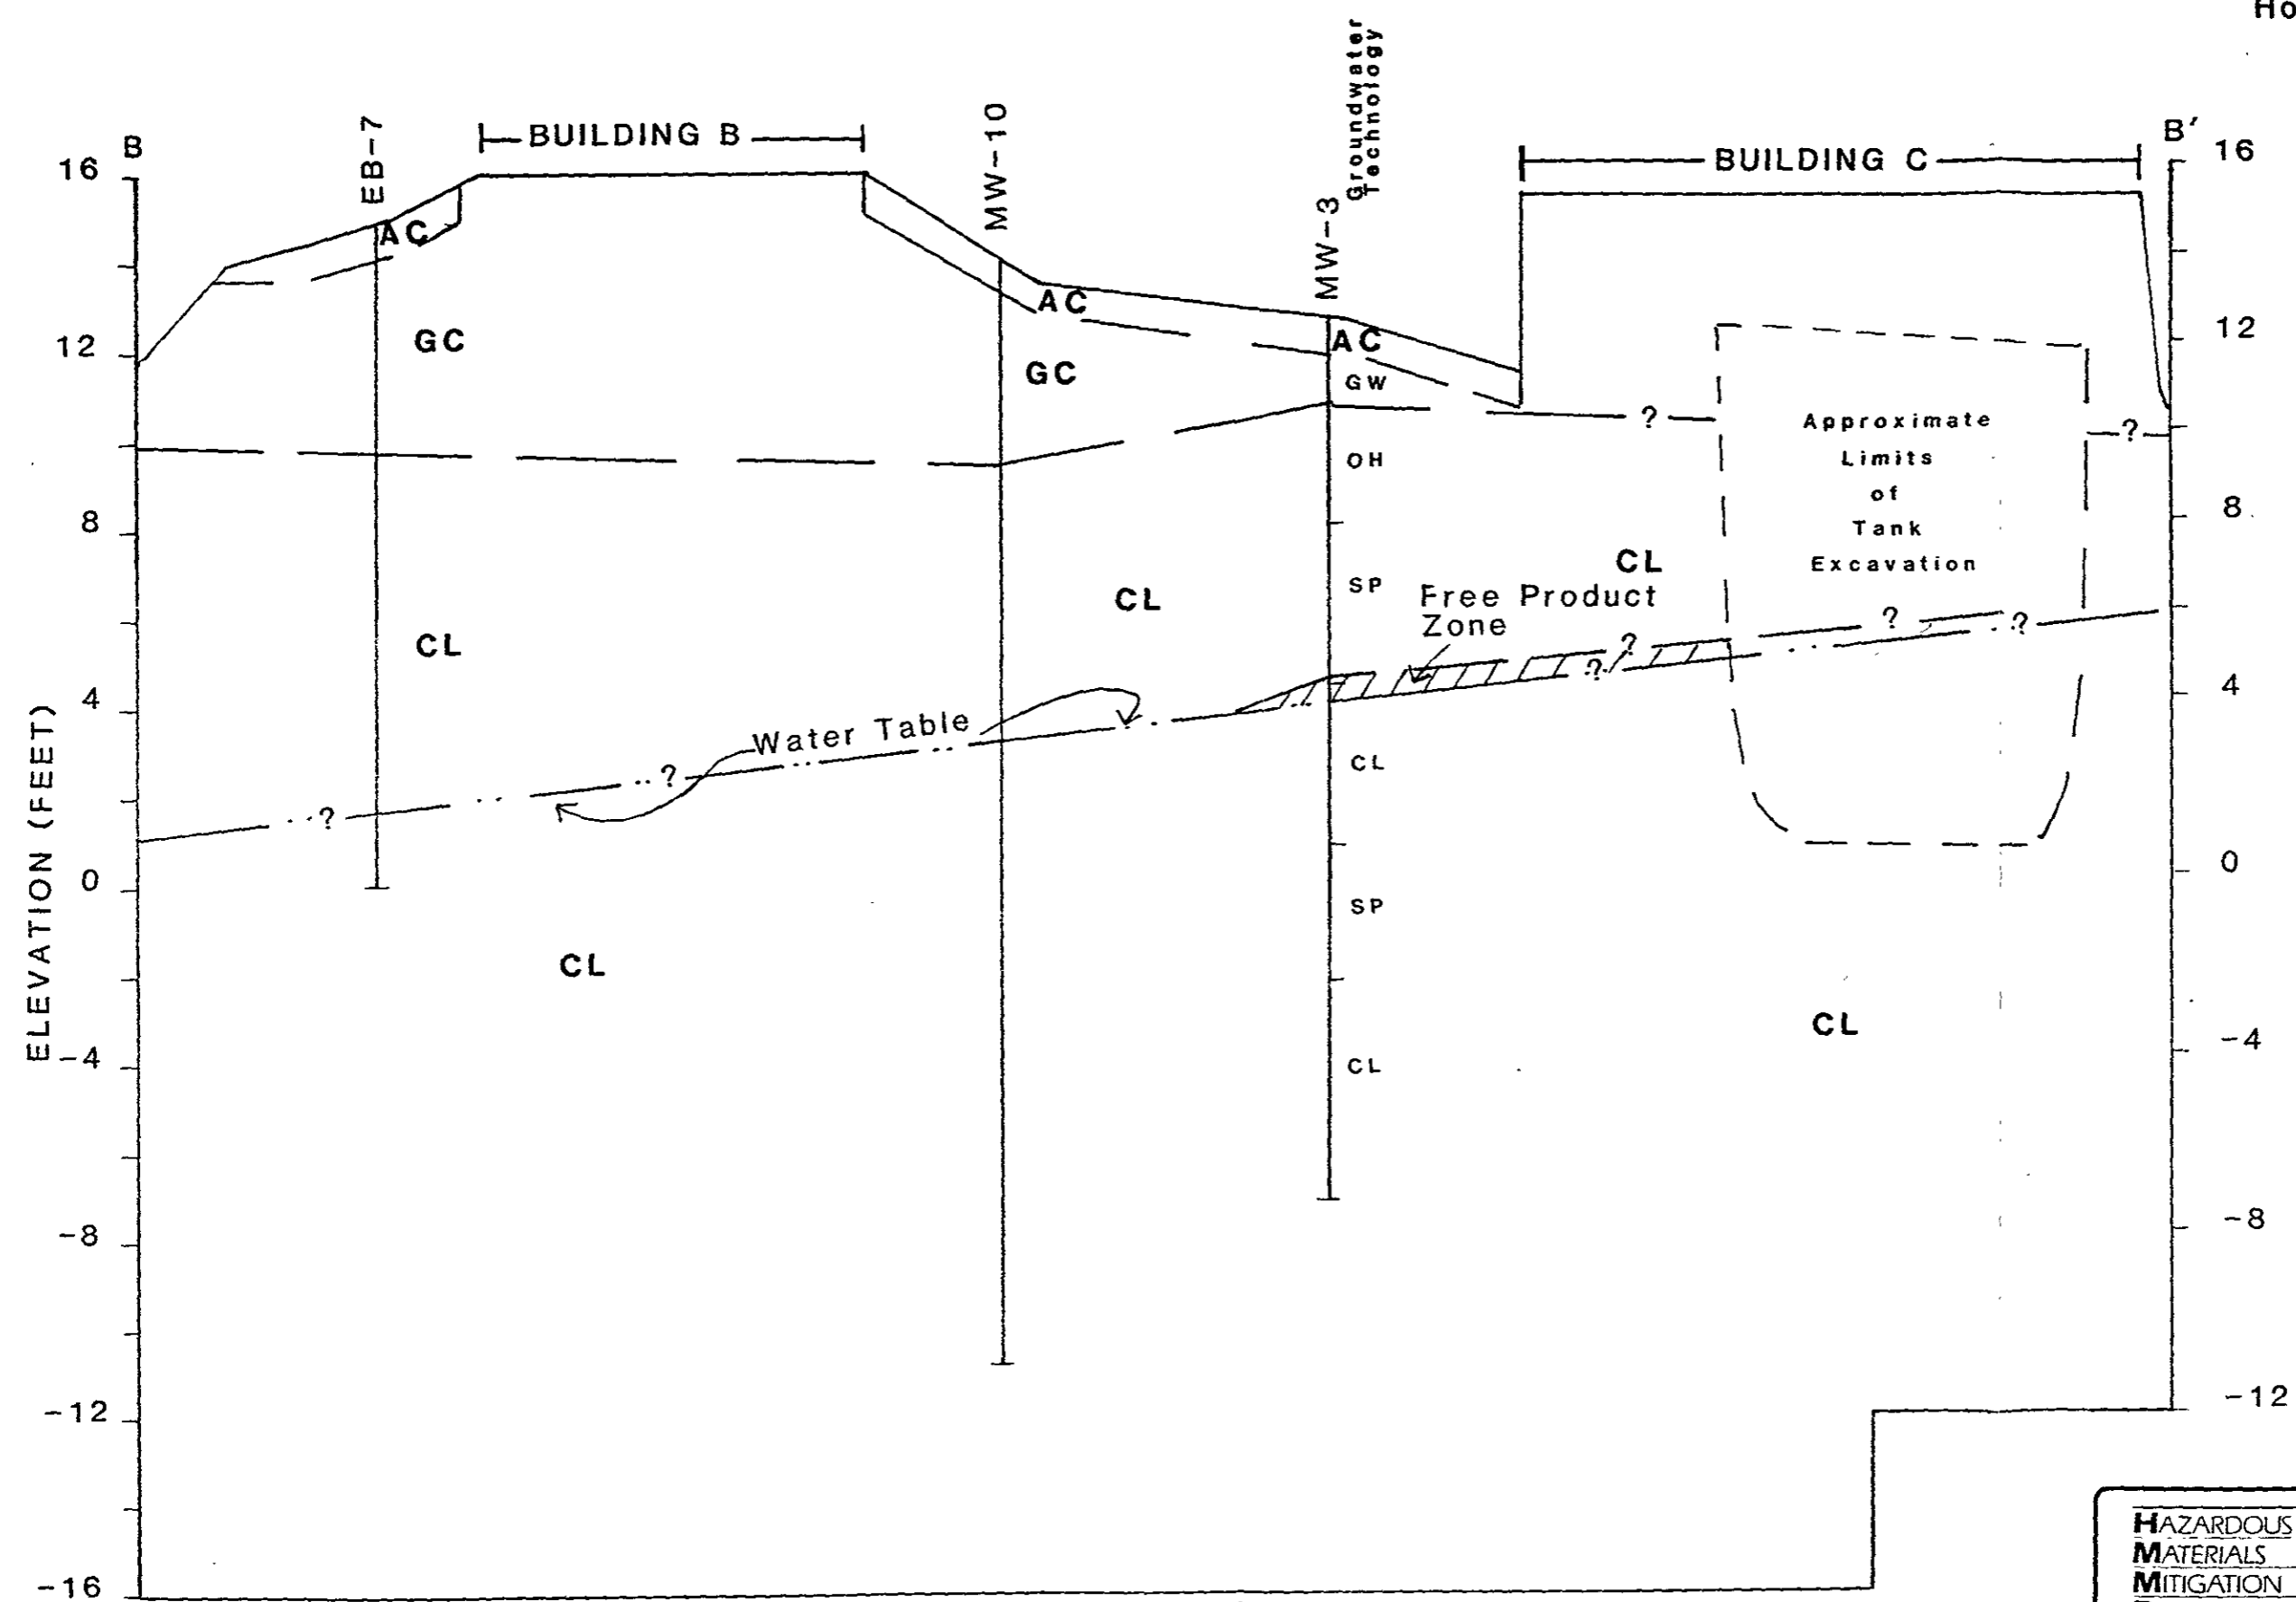 Ho
Groundwater
Technology
B
EB-7
BUILDING B
MW-10
MW-3
BUILDING C
B'
16
16
AC
AC
AC
12
GC
GC
GW
12
?
?
OH
Approximate
Limits
of
Tank
Excavation
8
8
SP
CL
CL
CL
Free Product
Zone
?
?
?
?
4
4
Water Table
?
?
CL
ELEVATION (FEET)
0
0
SP
CL
CL
-4
-4
CL
-8
-8
-12
-12
-16
HAZARDOUS
MATERIALS
MITIGATION